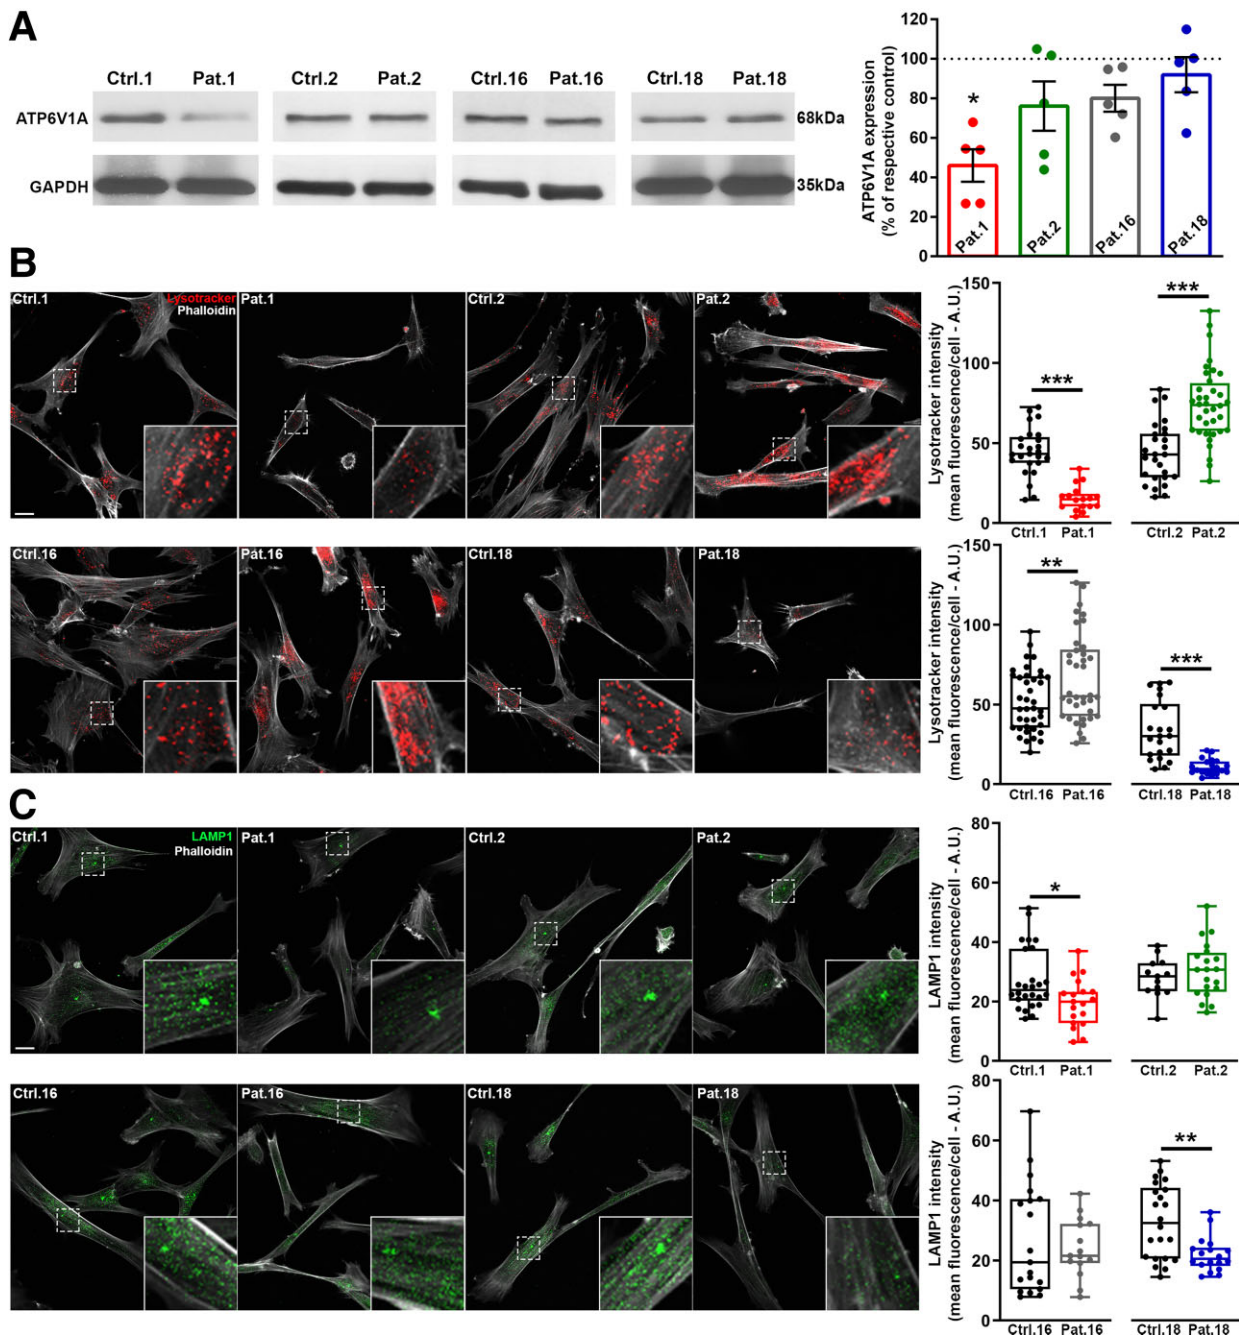 A
Ctrl.1 Pat.1 Ctrl.2 Pat.2 Ctrl.16 Pat.16 Ctrl.18 Pat.18
ATP6V1A 68kDa
GAPDH 35kDa
ATP6V1A expression
(% of respective control)
120
100
80
60
40
20
0
*
Pat.1 Pat.2 Pat.16 Pat.18
B
Ctrl.1 Lysotracker Pat.1 Ctrl.2 Pat.2
Phalloidin
Ctrl.16 Pat.16 Ctrl.18 Pat.18
Lysotracker intensity
(mean fluorescence/cell - A.U.)
150
100
50
0
*** ***
Ctrl.1 Pat.1 Ctrl.2 Pat.2
Lysotracker intensity
(mean fluorescence/cell - A.U.)
150
100
50
0
** ***
Ctrl.16 Pat.16 Ctrl.18 Pat.18
C
Ctrl.1 LAMP1 Pat.1 Ctrl.2 Pat.2
Phalloidin
Ctrl.16 Pat.16 Ctrl.18 Pat.18
LAMP1 intensity
(mean fluorescence/cell - A.U.)
80
60
40
20
0
*
Ctrl.1 Pat.1 Ctrl.2 Pat.2
LAMP1 intensity
(mean fluorescence/cell - A.U.)
80
60
40
20
0
**
Ctrl.16 Pat.16 Ctrl.18 Pat.18